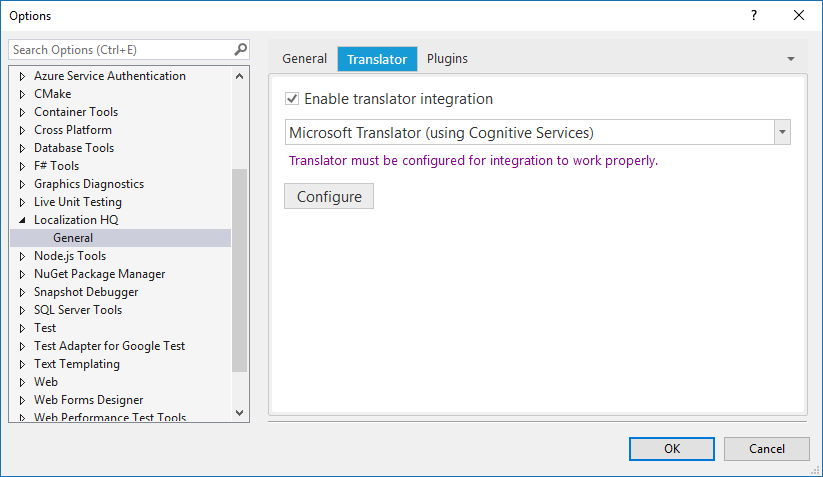 Options
?
Search Options (Ctrl+E)
Azure Service Authentication
CMake
Container Tools
Cross Platform
Database Tools
F# Tools
Graphics Diagnostics
Live Unit Testing
Localization HQ
General
Node.js Tools
NuGet Package Manager
Snapshot Debugger
SQL Server Tools
Test
Test Adapter for Google Test
Text Templating
Web
Web Forms Designer
Web Performance Test Tools
General Translator Plugins
Enable translator integration
Microsoft Translator (using Cognitive Services)
Translator must be configured for integration to work properly.
Configure
OK Cancel